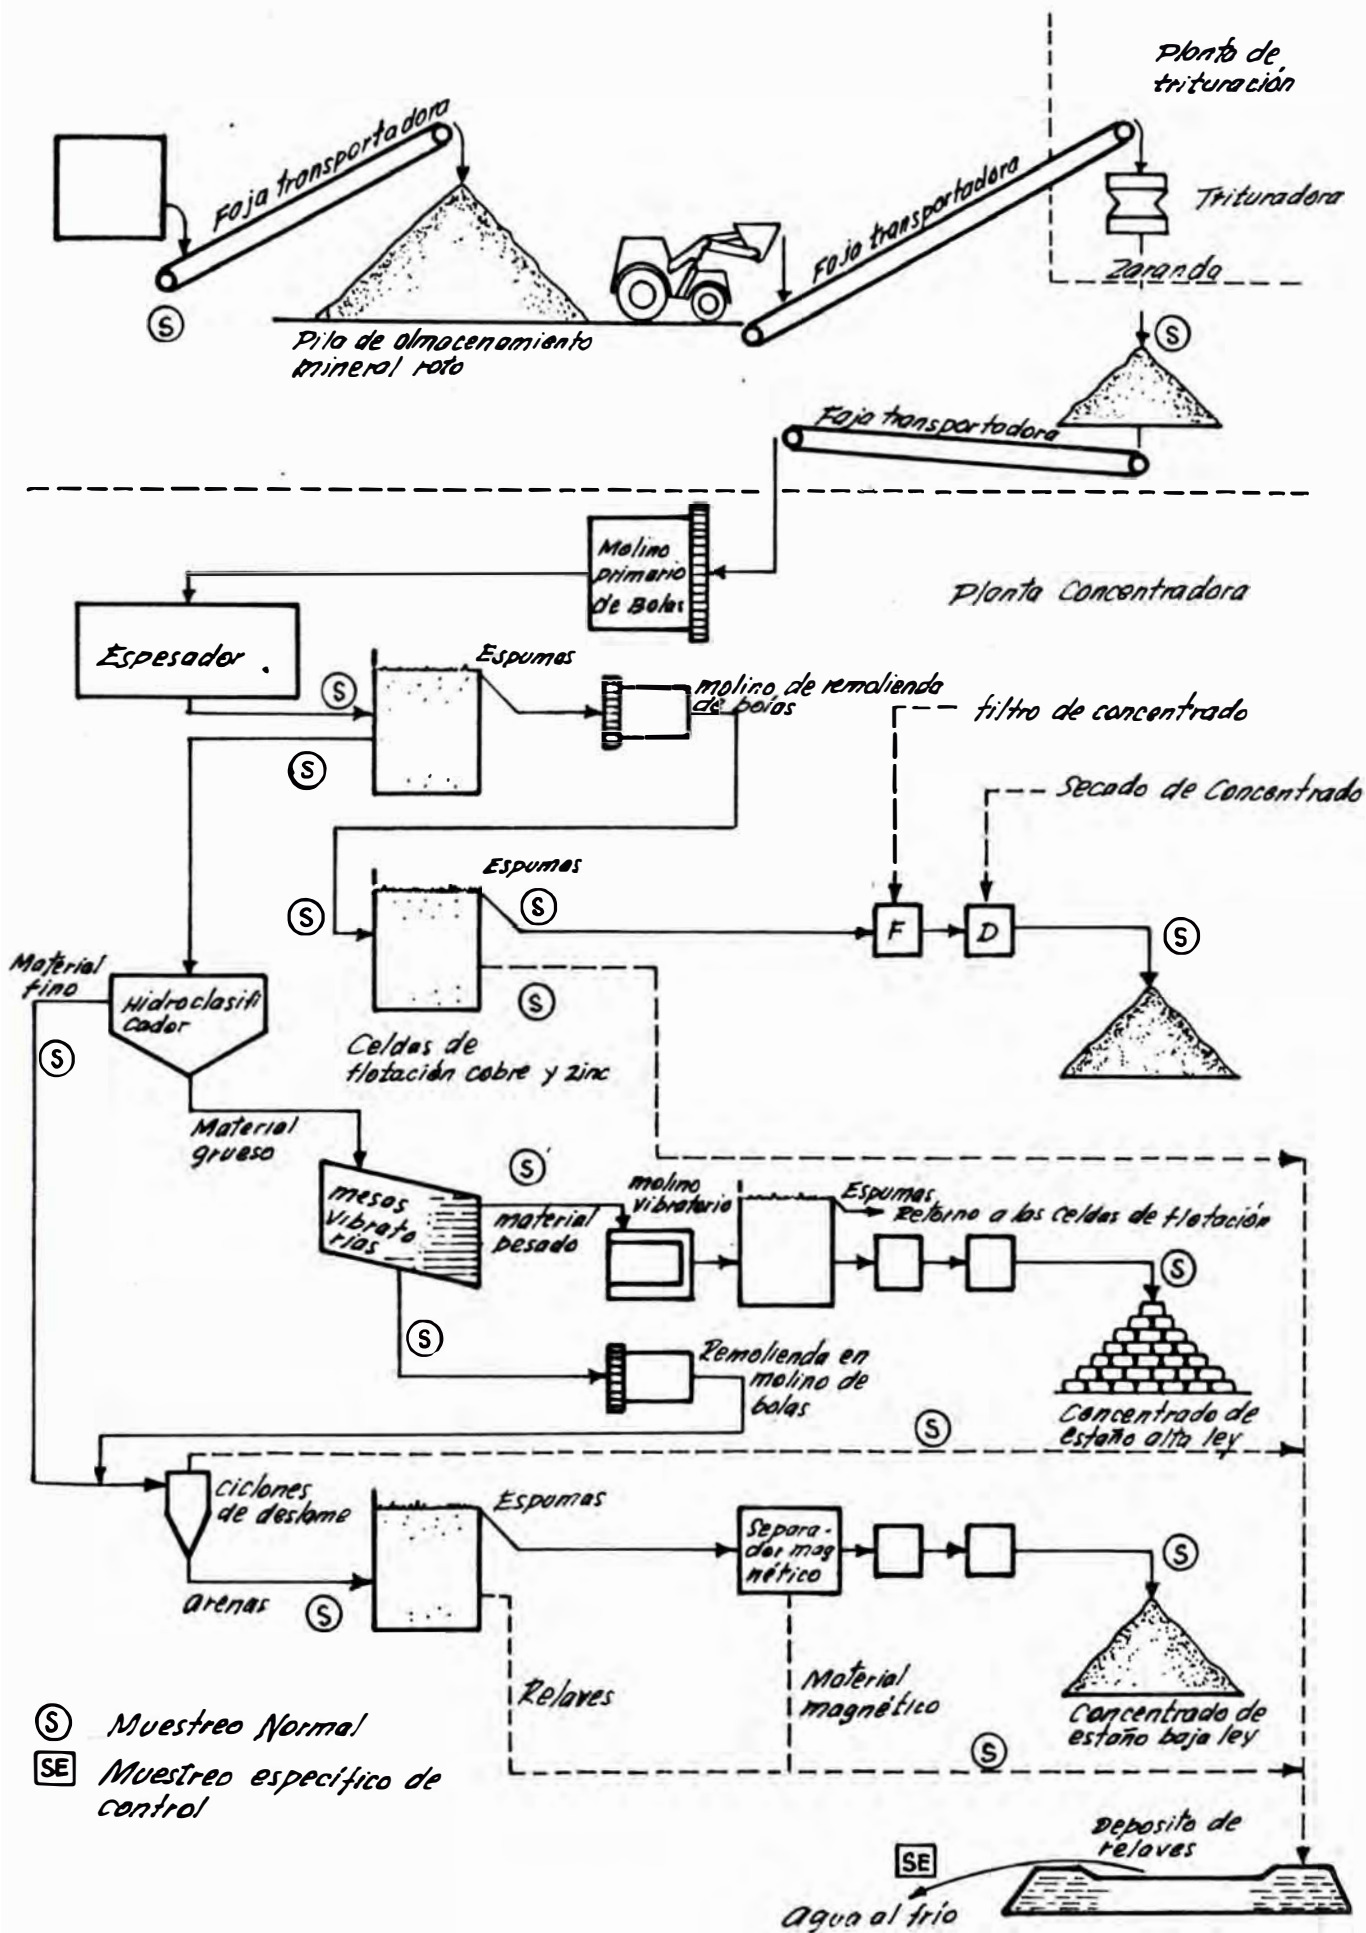 Planta de
trituración
Faja transportadora
Faja transportadora
Trituradora
Zaranda
S
S
Pila de almacenamiento
mineral roto
Faja transportadora
Molino
primario
de Bolas
Planta Concentradora
Espesador
S
Espumas
molino de remolienda
de bolas
filtro de concentrado
S
Secado de Concentrado
Espumas
S
S
F
D
S
Material
fino
Hidroclasifi
cador
S
S
Celdas de
flotación cobre y zinc
Material
grueso
S'
mesas
vibrato
rias
material
pesado
molino
vibratorio
Espumas
Retorno a las celdas de flotación
S
S
Remolienda en
molino de
bolas
Concentrado de
estaño alta ley
S
ciclones
de deslame
Espumas
Separa-
dor mag
nético
S
arenas
S
Relaves
Material
magnético
Concentrado de
estaño baja ley
S
S Muestreo Normal
SE Muestreo específico de
control
Deposito de
relaves
SE
Agua al frío